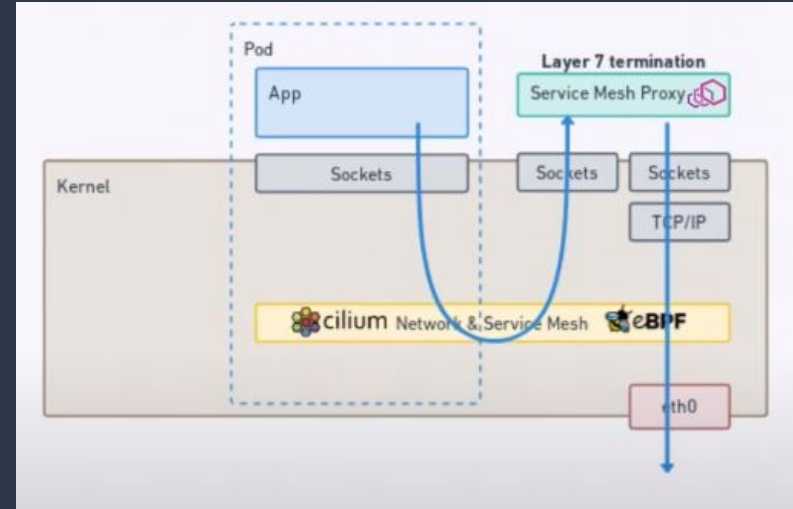 Pod
App
Layer 7 termination
Service Mesh Proxy
Kernel
Sockets
Sockets
Sockets
TCP/IP
cilium Network & Service Mesh eBPF
eth0